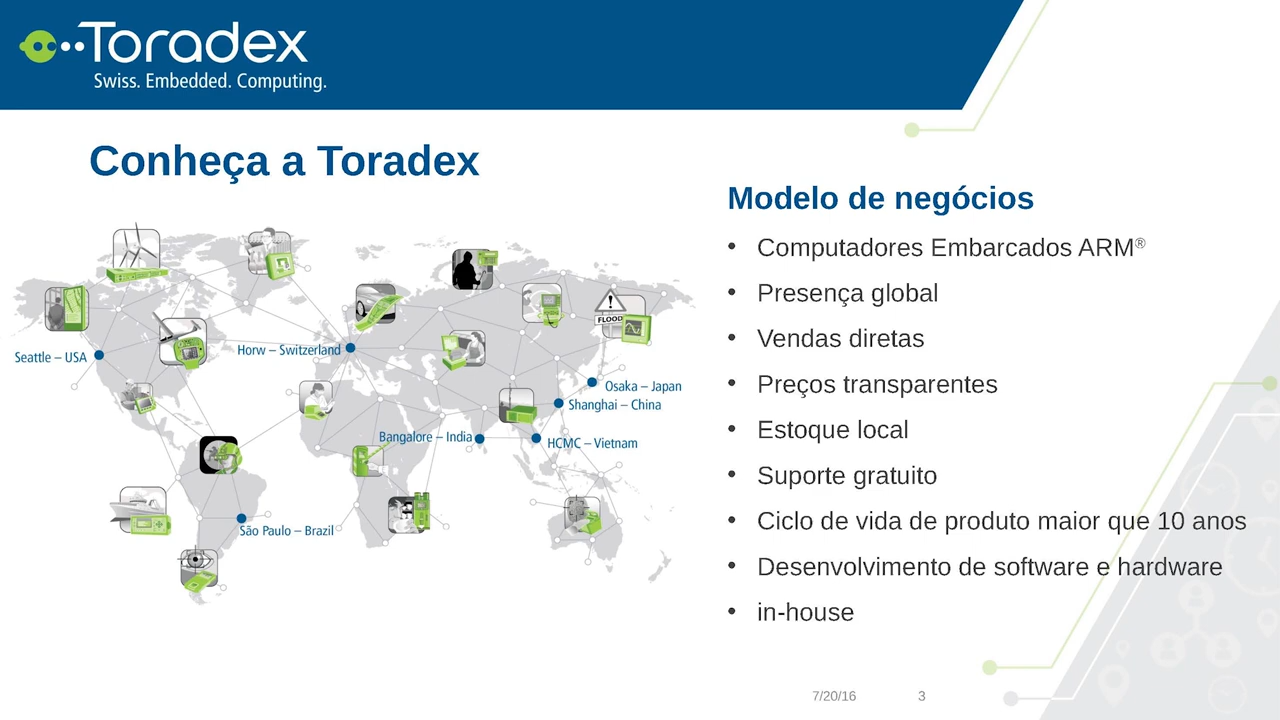 Toradex
Swiss. Embedded. Computing.
Conheça a Toradex
Seattle – USA
Horw – Switzerland
FLOOD
Osaka – Japan
Shanghai – China
Bangalore – India
HCMC – Vietnam
São Paulo – Brazil
Modelo de negócios
• Computadores Embarcados ARM®
• Presença global
• Vendas diretas
• Preços transparentes
• Estoque local
• Suporte gratuito
• Ciclo de vida de produto maior que 10 anos
• Desenvolvimento de software e hardware
• in-house
7/20/16 3